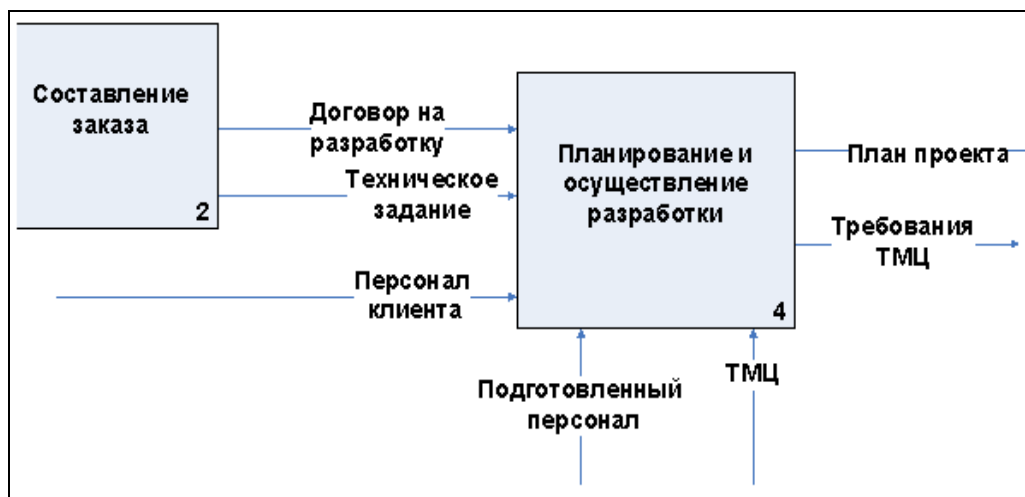 Составление
заказа
2
Договор на
разработку
Техническое
задание
Персонал
клиента
Планирование и
осуществление
разработки
4
План проекта
Требования
ТМЦ
Подготовленный
персонал
ТМЦ